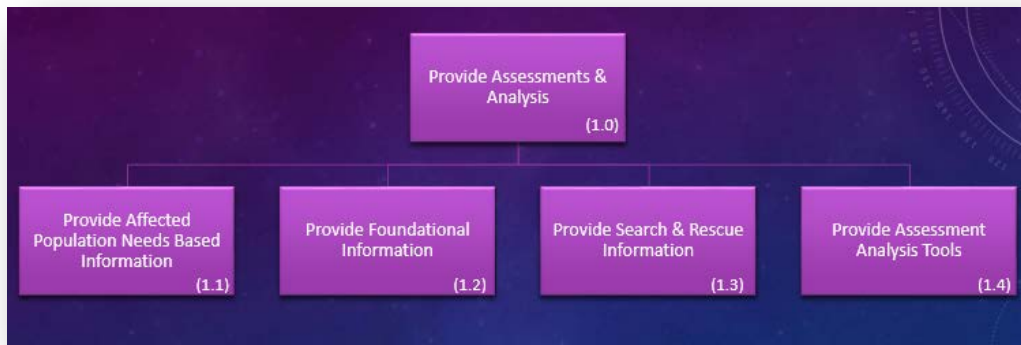 Provide Assessments &
Analysis
(1.0)
Provide Affected
Population Needs Based
Information
(1.1)
Provide Foundational
Information
(1.2)
Provide Search & Rescue
Information
(1.3)
Provide Assessment
Analysis Tools
(1.4)